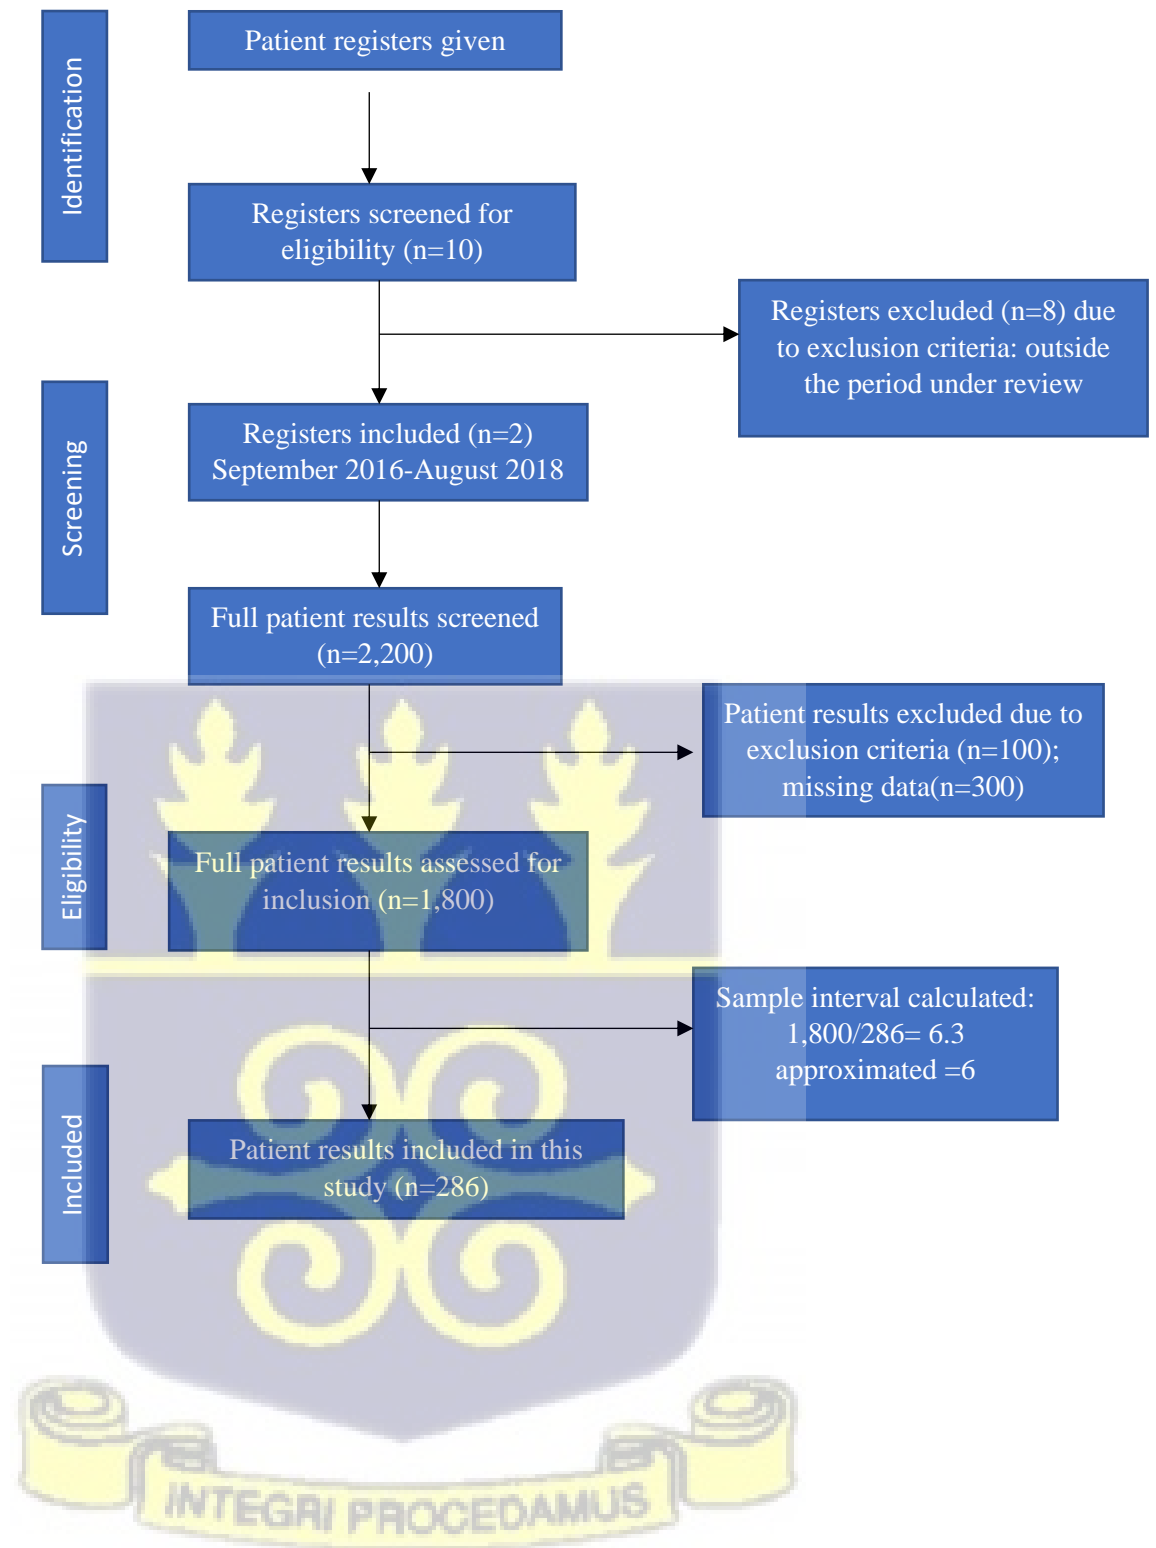 Identification
Patient registers given
Registers screened for
eligibility (n=10)
Registers excluded (n=8) due
to exclusion criteria: outside
the period under review
Screening
Registers included (n=2)
September 2016-August 2018
Full patient results screened
(n=2,200)
Patient results excluded due to
exclusion criteria (n=100);
missing data(n=300)
Eligibility
Full patient results assessed for
inclusion (n=1,800)
Sample interval calculated:
1,800/286= 6.3
approximated =6
Included
Patient results included in this
study (n=286)
INTEGRI PROCEDAMUS